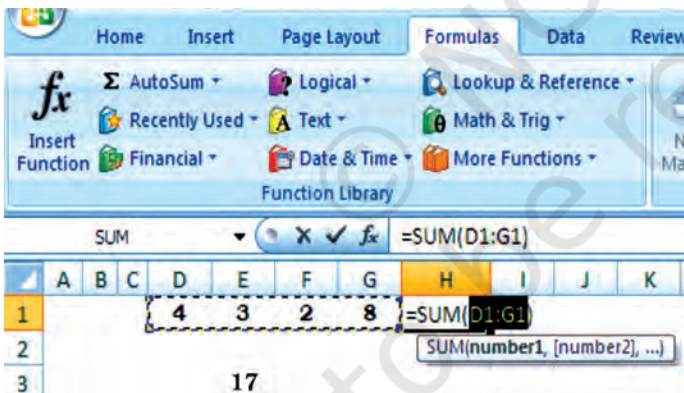 Home Insert Page Layout Formulas Data Review
Σ AutoSum Logical Lookup & Reference
fx Recently Used A Text θ Math & Trig
Insert Function Financial Date & Time More Functions
Function Library
SUM fx =SUM(D1:G1)
A B C D E F G H I J K
1 4 3 2 8 =SUM(D1:G1)
2 SUM(number1, [number2], ...)
3 17